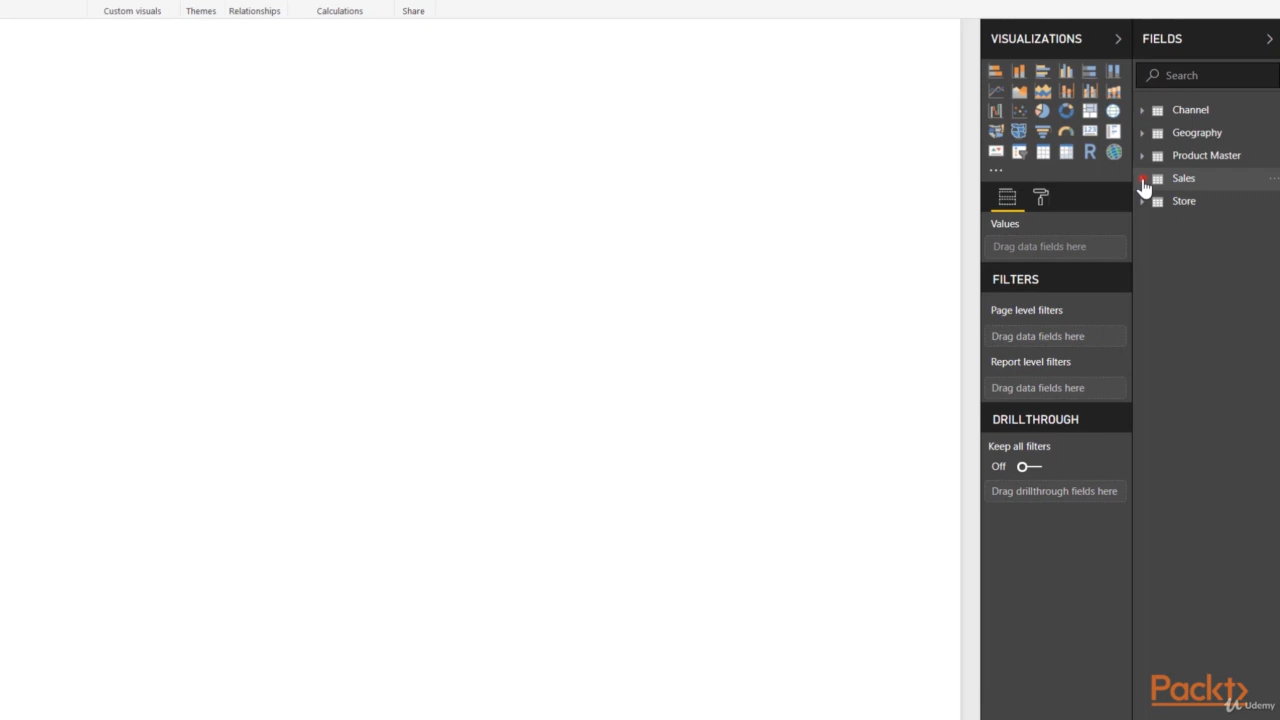 Custom visuals Themes Relationships Calculations Share
VISUALIZATIONS
FIELDS
Search
Channel
Geography
Product Master
Sales
Store
R
123
Values
Drag data fields here
FILTERS
Page level filters
Drag data fields here
Report level filters
Drag data fields here
DRILLTHROUGH
Keep all filters
Off
Drag drillthrough fields here
Packt
Udemy